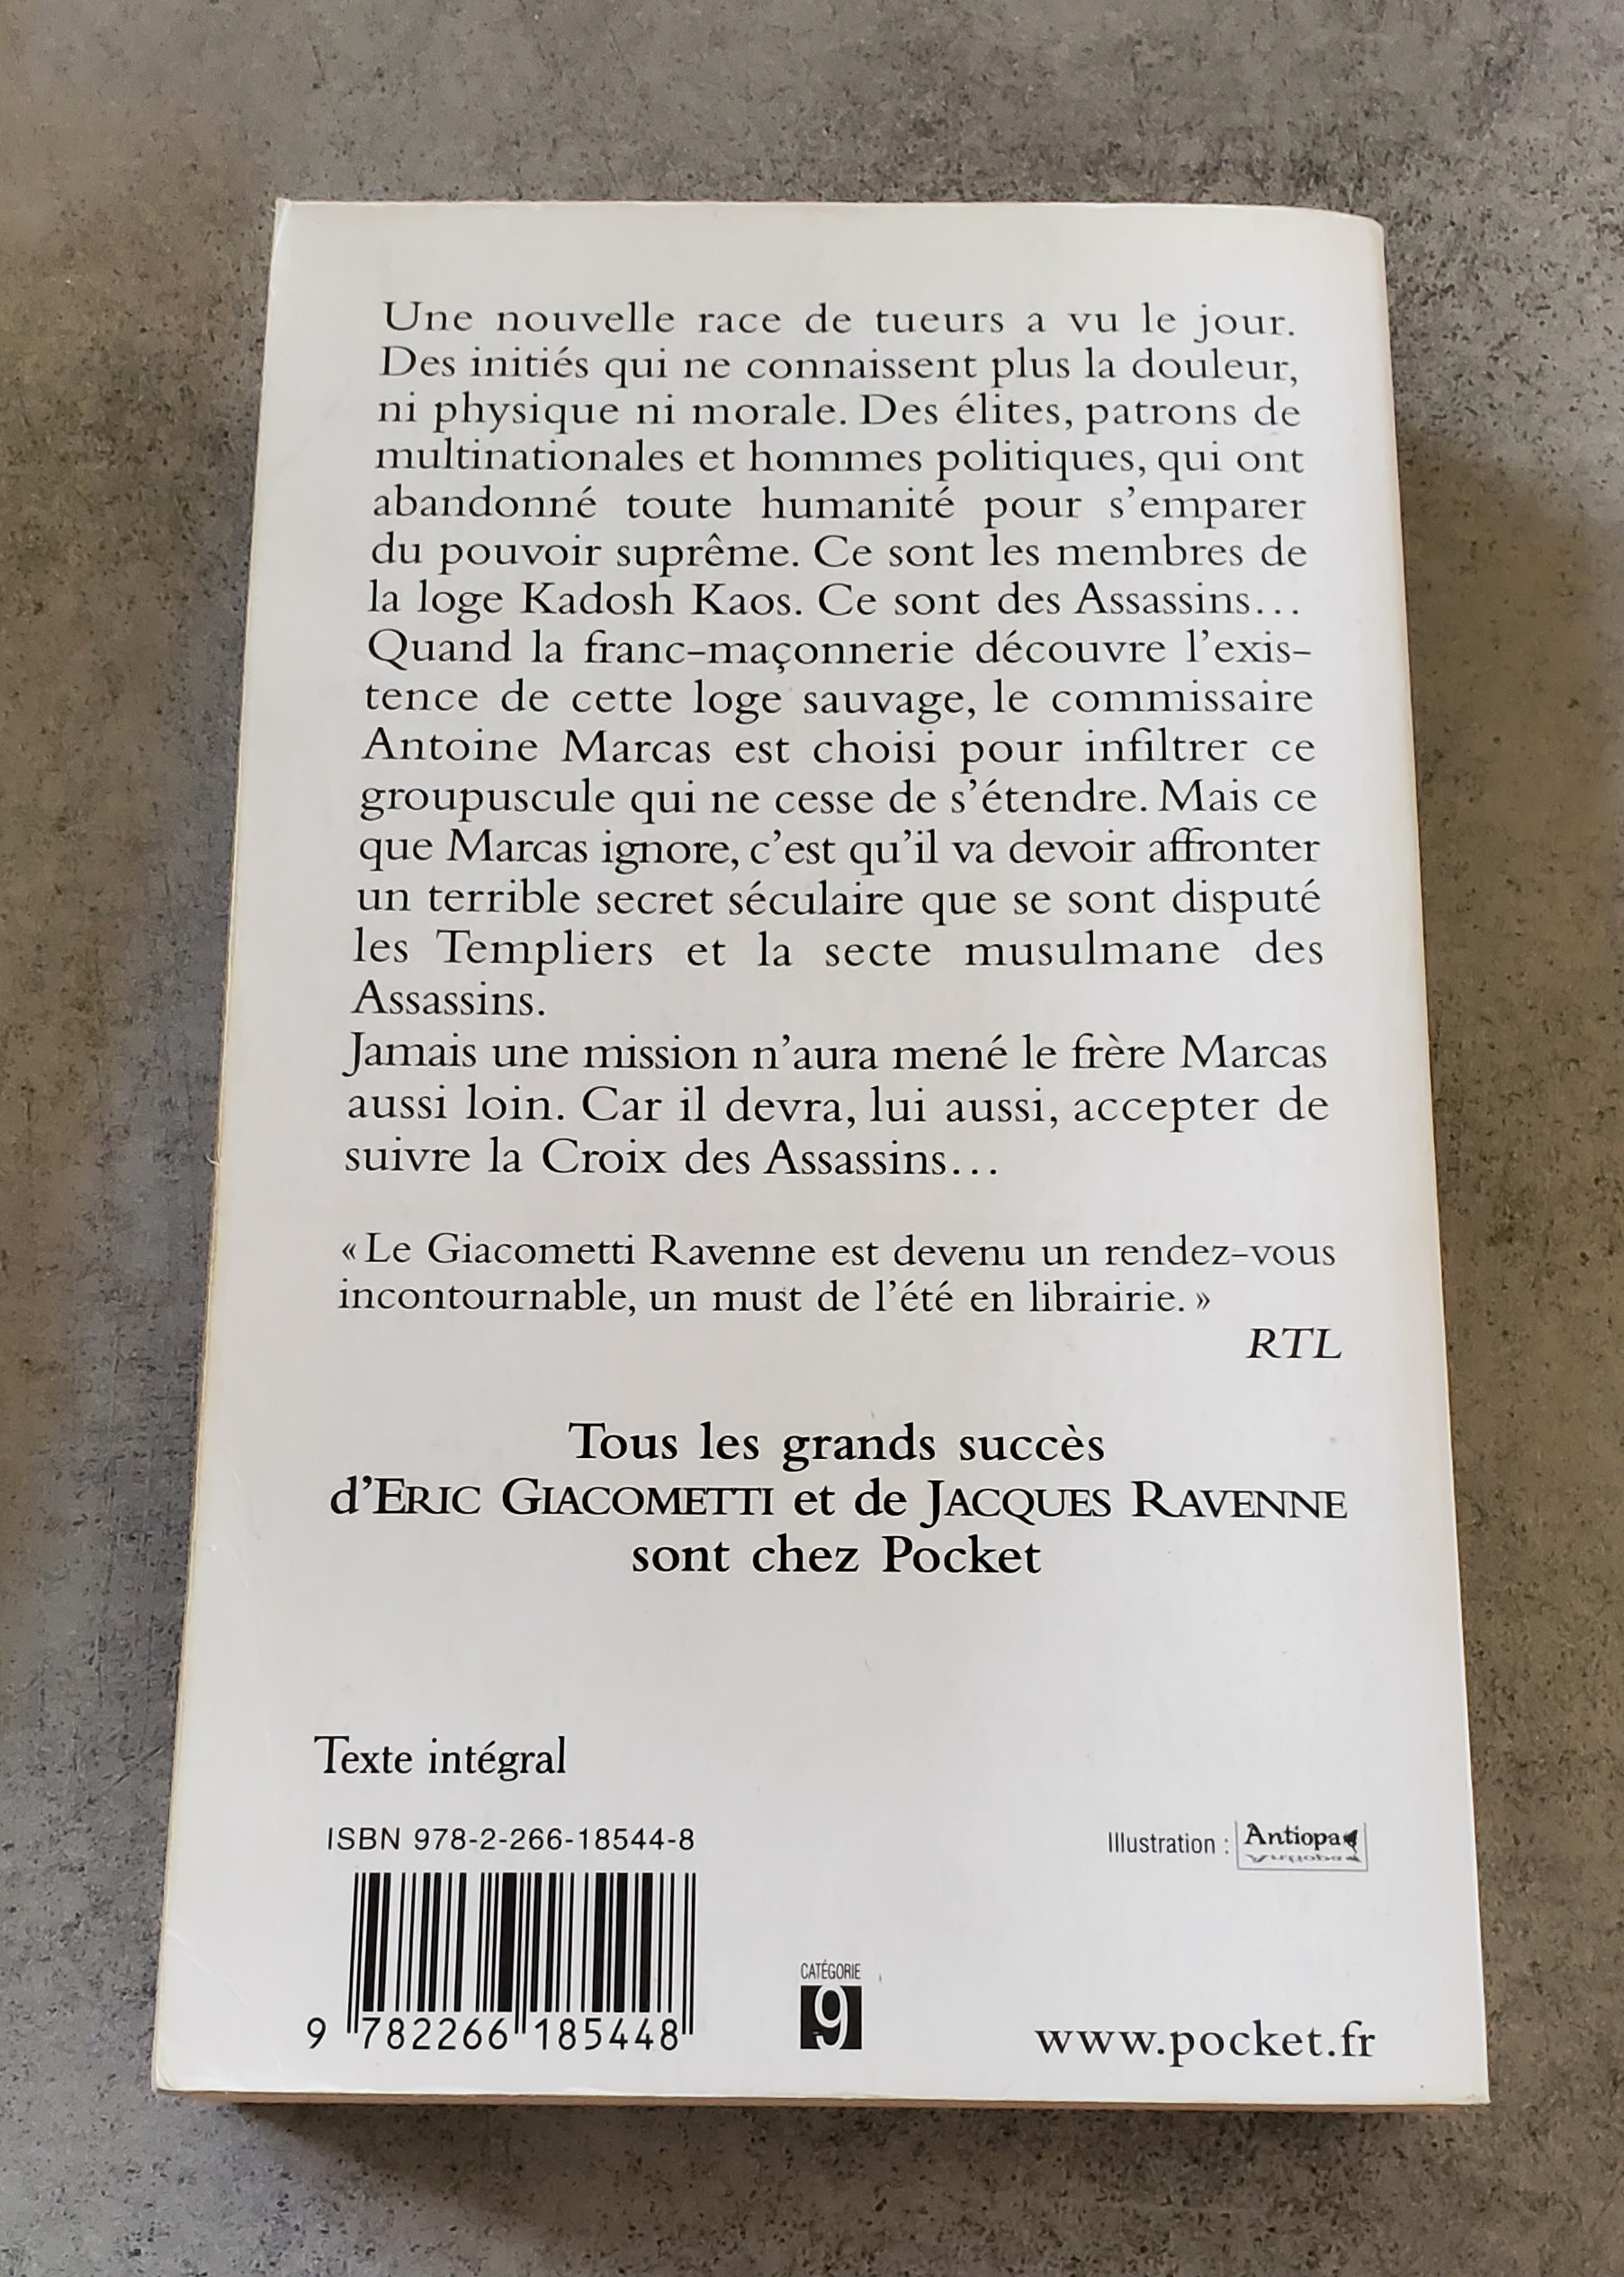 Une nouvelle race de tueurs a vu le jour.
Des initiés qui ne connaissent plus la douleur,
ni physique ni morale. Des élites, patrons de
multinationales et hommes politiques, qui ont
abandonné toute humanité pour s'emparer
du pouvoir suprême. Ce sont les membres de
la loge Kadosh Kaos. Ce sont des Assassins...
Quand la franc-maçonnerie découvre l'exis-
tence de cette loge sauvage, le commissaire
Antoine Marcas est choisi pour infiltrer ce
groupuscule qui ne cesse de s'étendre. Mais ce
que Marcas ignore, c'est qu'il va devoir affronter
un terrible secret séculaire que se sont disputé
les Templiers et la secte musulmane des
Assassins.
Jamais une mission n'aura mené le frère Marcas
aussi loin. Car il devra, lui aussi, accepter de
suivre la Croix des Assassins...
« Le Giacometti Ravenne est devenu un rendez-vous
incontournable, un must de l'été en librairie. »
RTL
Tous les grands succès
d'ERIC GIACOMETTI et de JACQUES RAVENNE
sont chez Pocket
Texte intégral
ISBN 978-2-266-18544-8
Illustration : Antiopa
9 782266 185448
CATÉGORIE
9
www.pocket.fr